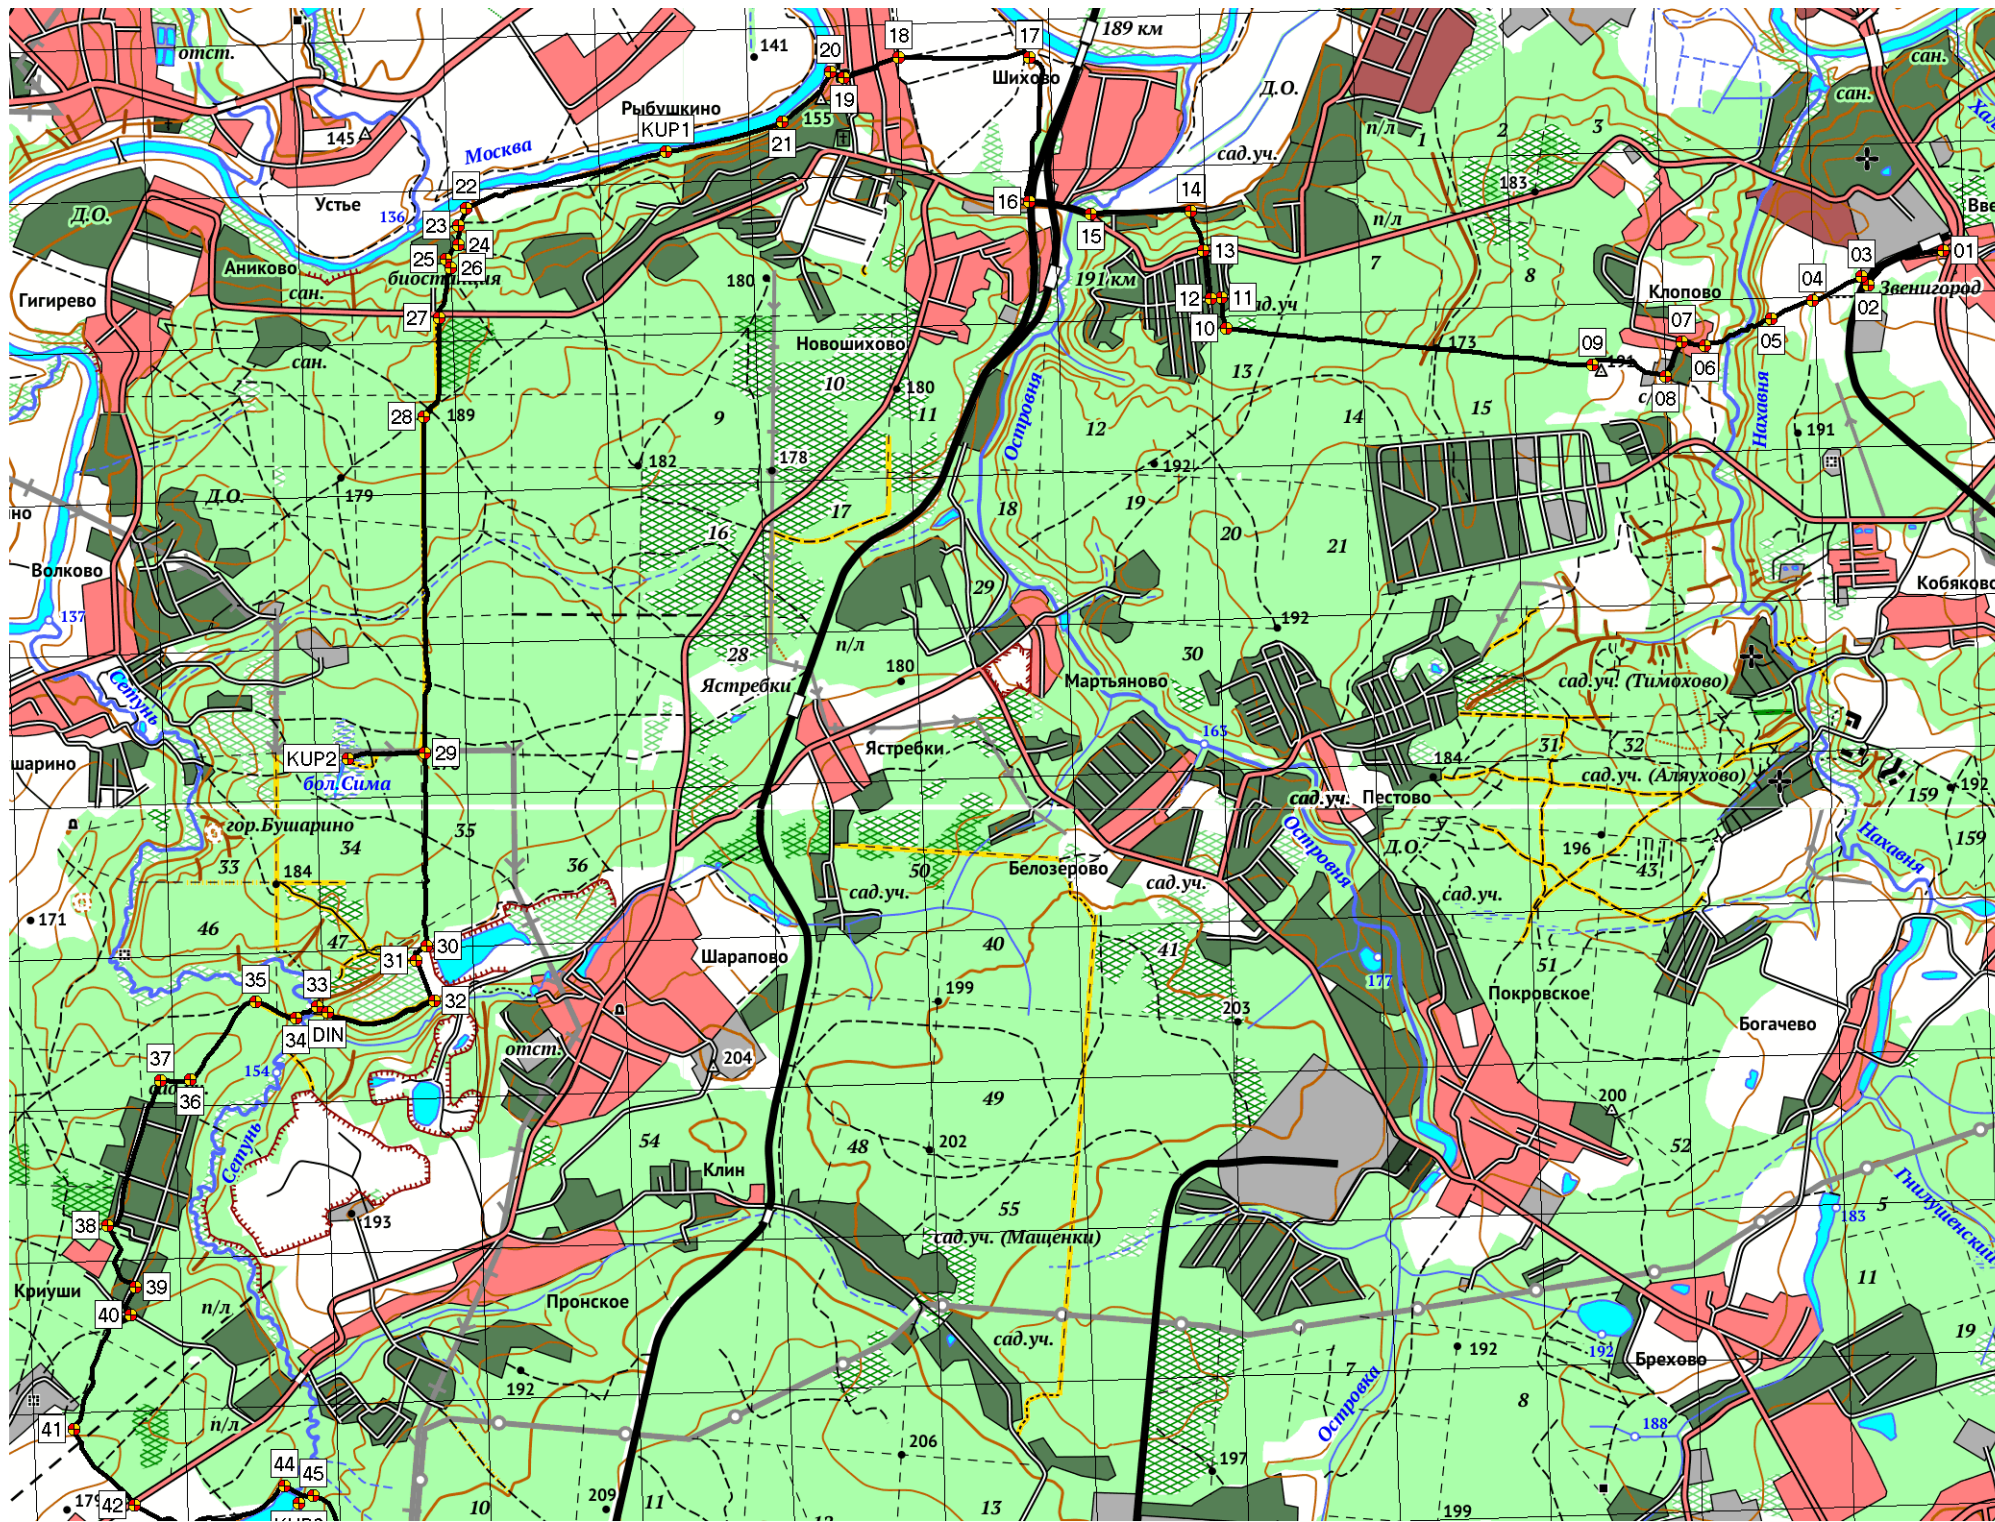 189 км
отст.
141
20
18
17
Шихово
сан.
сан.
Д.О.
19
155
Рыбушкино
KUP1
21
145
Москва
п/л
1
2
3
сад.уч.
183
22
Устье
136
23
24
25
26
биостанция
Д.О.
Аниково
сан.
Гигирево
16
15
14
п/л
13
191 км
7
8
12
11
10
180
27
03
01
04
Звенигород
02
Клопово
07
05
06
09
191
08
173
сан.
Новошихово
10
180
28
189
9
11
12
13
14
15
Островня
Нахавня
191
182
178
192
179
Д.О.
17
18
19
16
20
21
Волково
137
29
Кобяково
192
п/л
28
180
Ястребки
30
Мартьяново
сад.уч. (Тимохово)
Сетунь
163
KUP2
29
бол.Сима
Ястребки
31
32
184
сад.уч. (Аляухово)
сад.уч.
Пестово
159
192
159
гор.Бушарино
35
34
33
36
184
Островня
Д.О.
196
43
Нахавня
50
Белозерово
сад.уч.
сад.уч.
сад.уч.
171
46
47
30
31
Шарапово
40
41
51
177
Покровское
35
33
32
199
203
34
DIN
Богачево
отст.
204
154
37
36
49
200
54
48
202
52
Сетунь
Клин
55
сад.уч. (Мащенки)
193
38
5
183
Гнилушенский
39
Криуши
п/л
40
Пронское
11
сад.уч.
19
192
7
192
192
Брехово
8
Островка
41
п/л
188
206
197
44
45
42
10
209
11
13
199